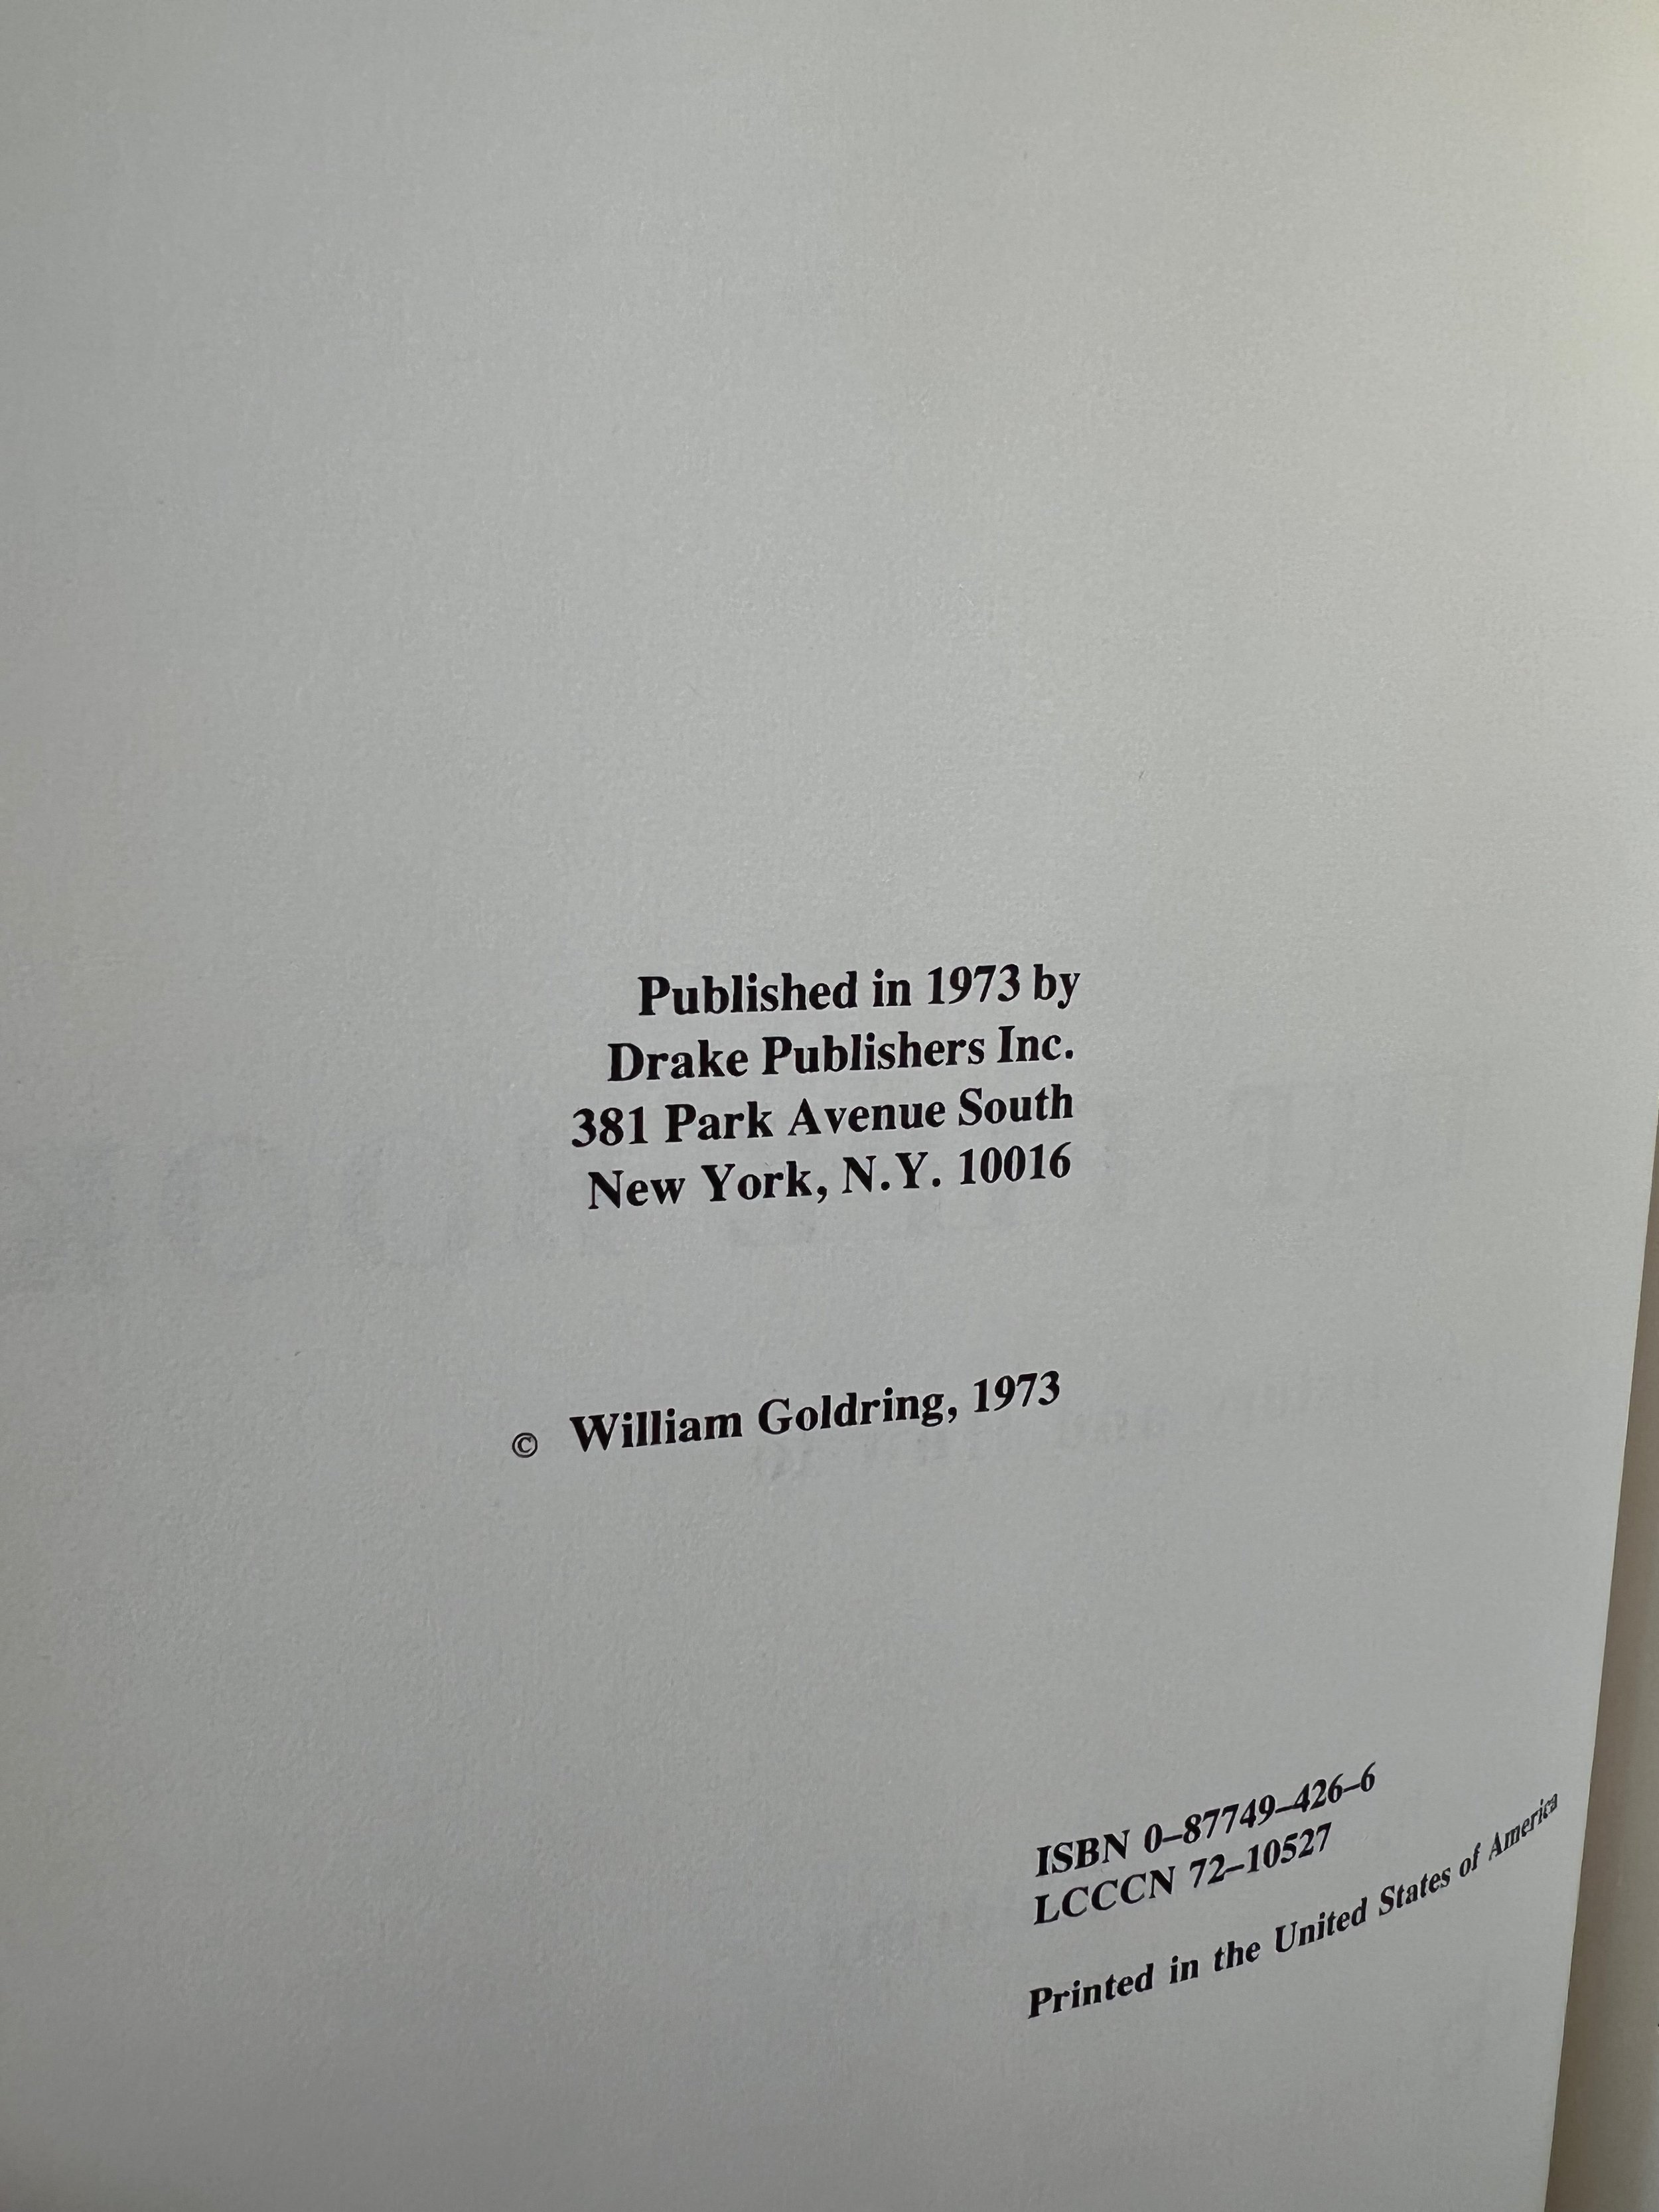 Published in 1973 by
Drake Publishers Inc.
381 Park Avenue South
New York, N.Y. 10016
© William Goldring, 1973
ISBN 0–87749–426–6
LCCCN 72–10527
Printed in the United States of America